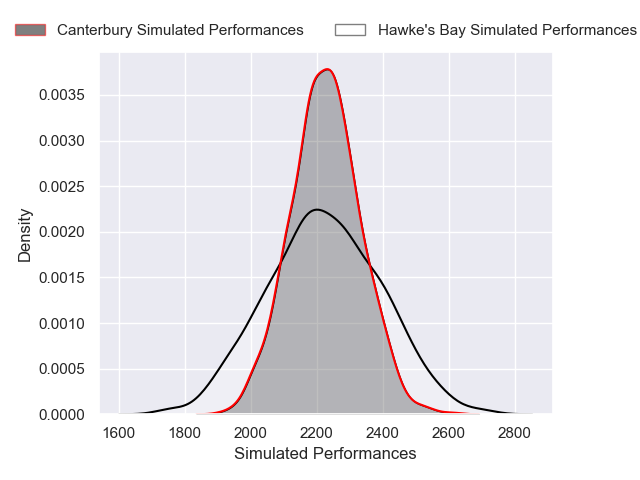 Canterbury Simulated Performances
Hawke's Bay Simulated Performances
0.0035
0.0030
0.0025
0.0020
0.0015
0.0010
0.0005
0.0000
Density
1600 1800 2000 2200 2400 2600 2800
Simulated Performances